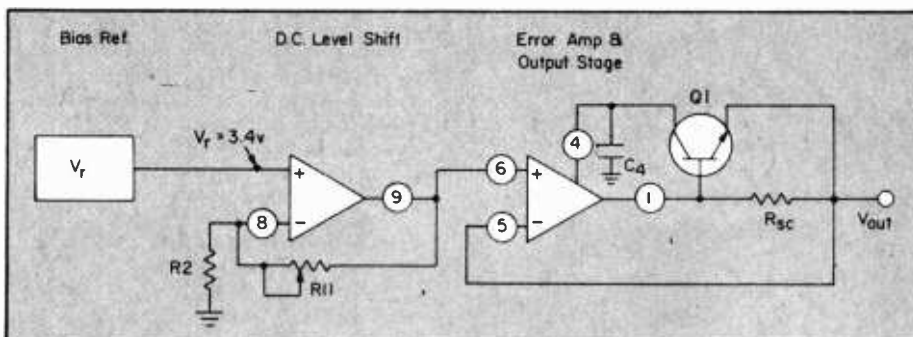 Bias Ref.
D.C. Level Shift
Error Amp &
Output Stage
Q1
Vr = 3.4v
Vr
+
9
6
+
4
C4
1
8
−
5
−
Rsc
Vout
R2
R11